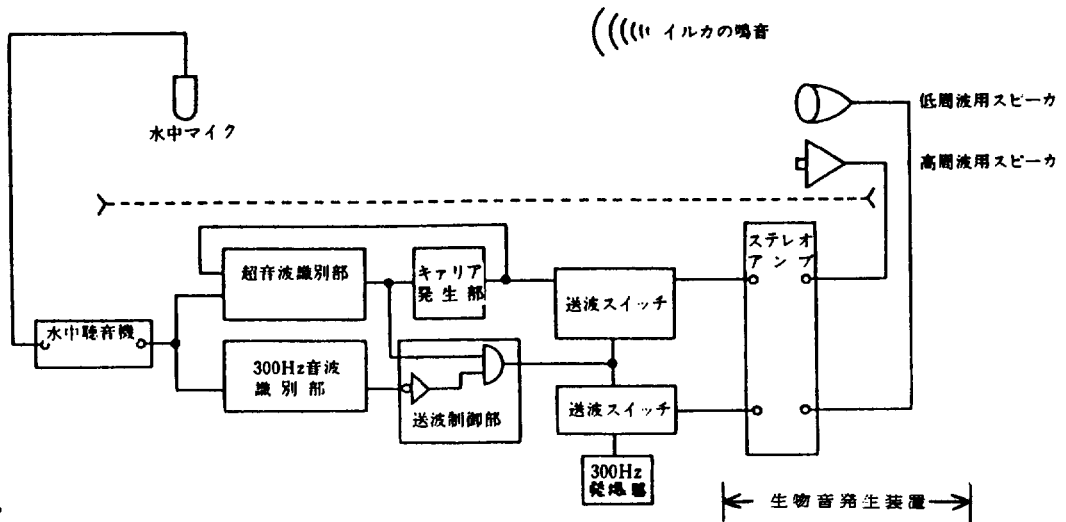 イルカの鳴音
水中マイク
低周波用スピーカ
高周波用スピーカ
ステレオ
アンプ
超音波識別部
キャリア
発生部
送波スイッチ
水中聴音機
300Hz音波
識別部
送波制御部
送波スイッチ
300Hz
発振器
生物音発生装置